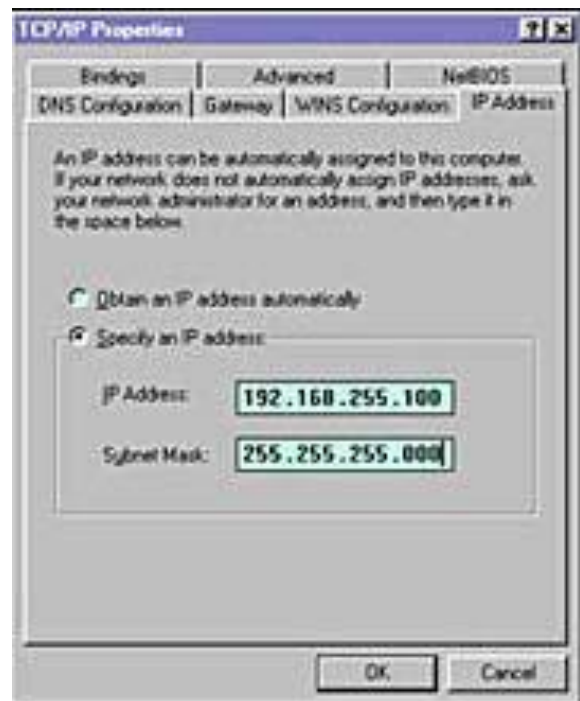 TCP/IP Properties
? X
Bindings Advanced NetBIOS
DNS Configuration Gateway WINS Configuration IP Address
An IP address can be automatically assigned to this computer.
If your network does not automatically assign IP addresses, ask
your network administrator for an address, and then type it in
the space below.
Obtain an IP address automatically
Specify an IP address:
IP Address: 192.168.255.100
Subnet Mask: 255.255.255.000
OK Cancel